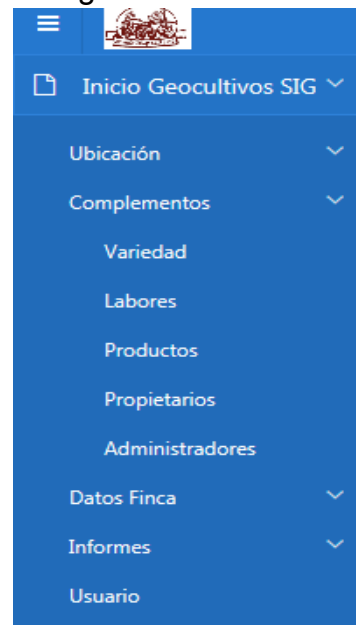 Inicio Geocultivos SIG
Ubicación
Complementos
Variedad
Labores
Productos
Propietarios
Administradores
Datos Finca
Informes
Usuario